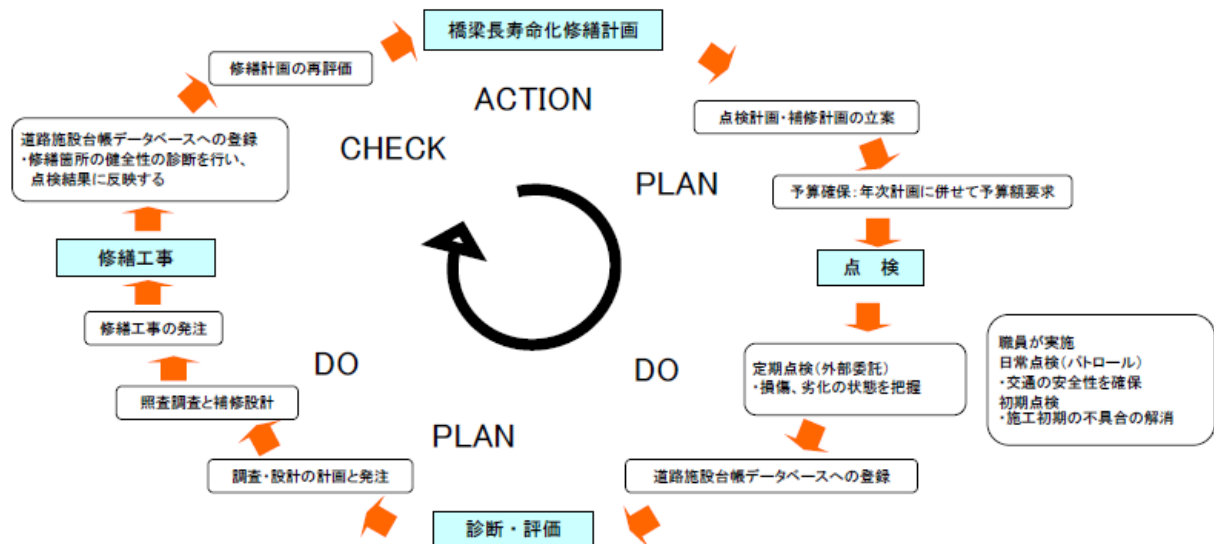 橋梁長寿命化修繕計画
修繕計画の再評価
ACTION
点検計画・補修計画の立案
道路施設台帳データベースへの登録
・修繕箇所の健全性の診断を行い、
点検結果に反映する
CHECK
PLAN
予算確保:年次計画に併せて予算額要求
修繕工事
点 検
修繕工事の発注
DO
DO
定期点検(外部委託)
・損傷、劣化の状態を把握
職員が実施
日常点検(パトロール)
・交通の安全性を確保
初期点検
・施工初期の不具合の解消
照査調査と補修設計
PLAN
調査・設計の計画と発注
道路施設台帳データベースへの登録
診断・評価